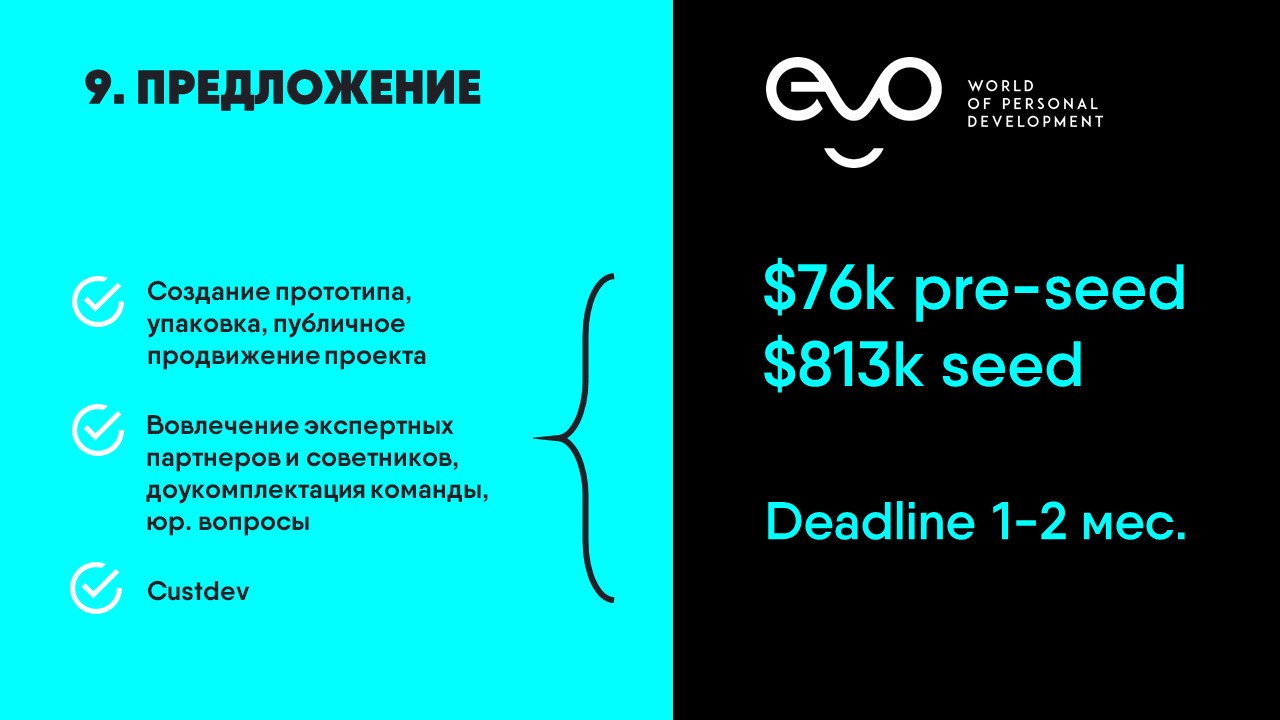 9. ПРЕДЛОЖЕНИЕ
Создание прототипа,
упаковка, публичное
продвижение проекта
Вовлечение экспертных
партнеров и советников,
доукомплектация команды,
юр. вопросы
Custdev
evo
WORLD
OF PERSONAL
DEVELOPMENT
$76k pre-seed
$813k seed
Deadline 1-2 мес.